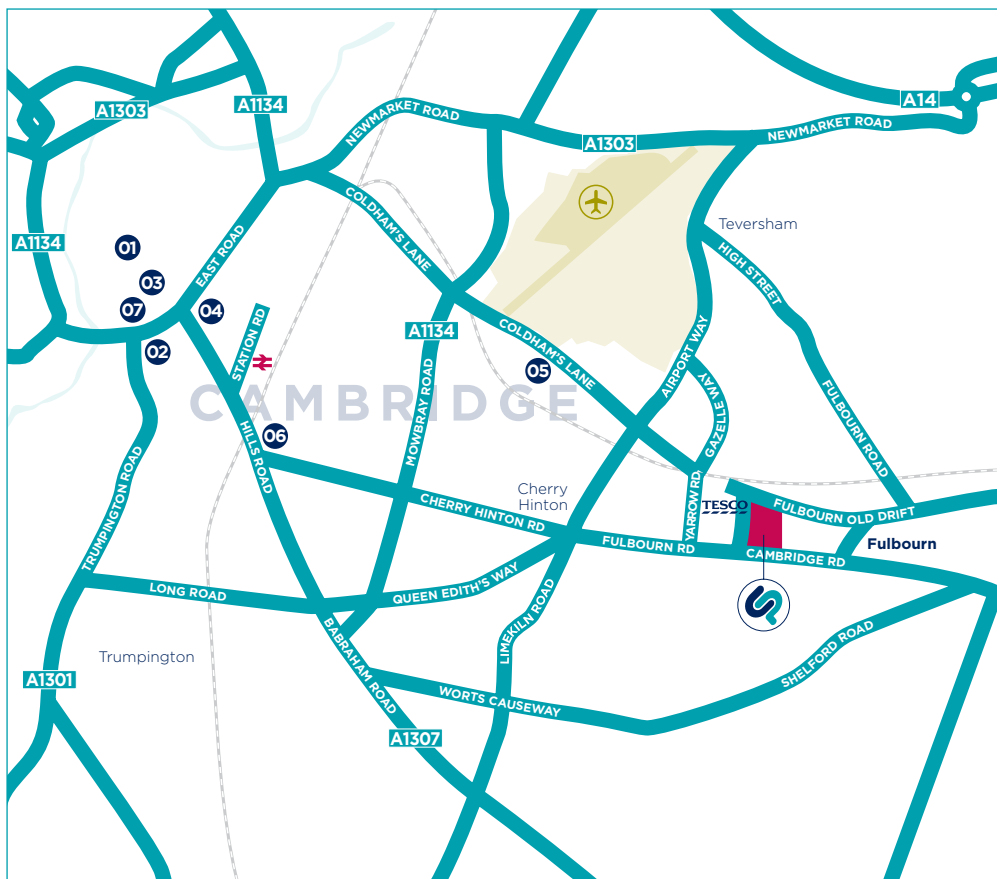 A14
A1303
A1134
NEWMARKET ROAD
NEWMARKET ROAD
A1303
COLDHAM'S LANE
Teversham
A1134
01
EAST ROAD
HIGH STREET
03
07
04
STATION RD
A1134
COLDHAM'S LANE
02
05
AIRPORT WAY
GAZELLE WAY
CAMBRIDGE
MOWBRAY ROAD
FULBOURN ROAD
06
HILLS ROAD
TRUMPINGTON ROAD
Cherry
Hinton
CHERRY HINTON RD
YARROW RD
TESCO
FULBOURN OLD DRIFT
FULBOURN RD
CAMBRIDGE RD
Fulbourn
LONG ROAD
QUEEN EDITH'S WAY
LIMEKILN ROAD
BABRAHAM ROAD
Trumpington
SHELFORD ROAD
A1301
WORTS CAUSEWAY
A1307